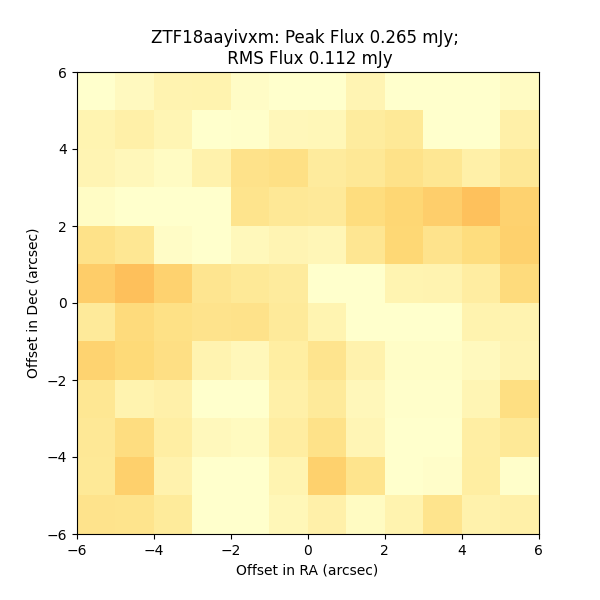 ZTF18aayivxm: Peak Flux 0.265 mJy;
RMS Flux 0.112 mJy
6
4
2
0
−2
−4
−6
Offset in Dec (arcsec)
−6 −4 −2 0 2 4 6
Offset in RA (arcsec)